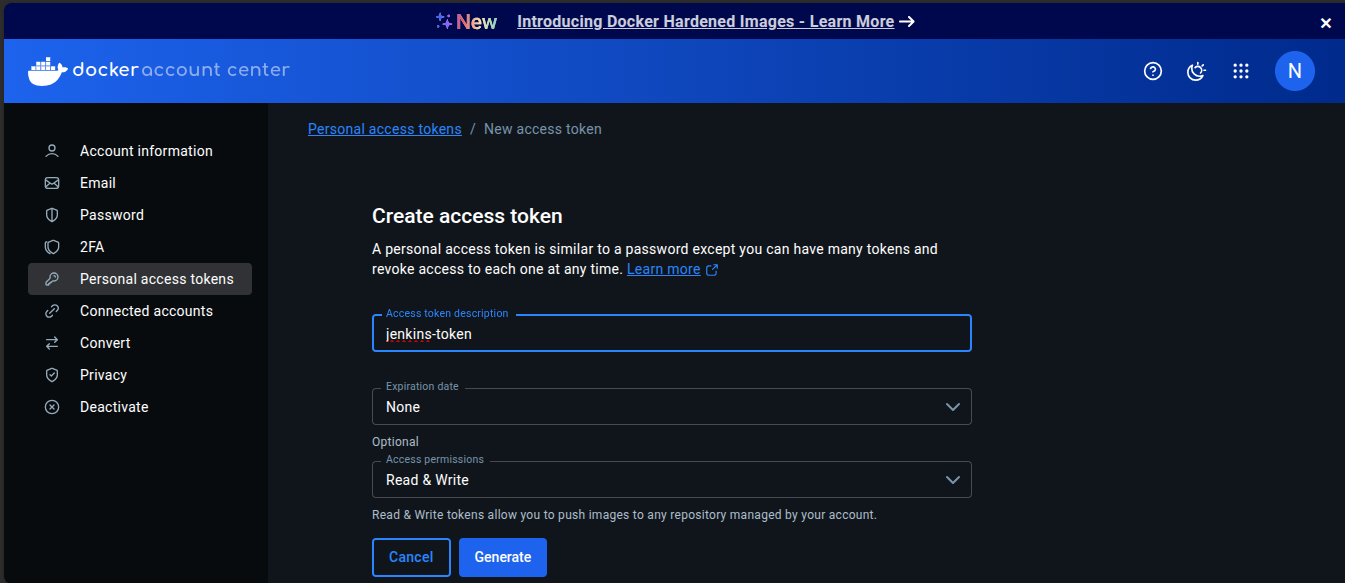 New Introducing Docker Hardened Images - Learn More
docker account center
N
Account information
Email
Password
2FA
Personal access tokens
Connected accounts
Convert
Privacy
Deactivate
Personal access tokens / New access token
Create access token
A personal access token is similar to a password except you can have many tokens and
revoke access to each one at any time. Learn more
Access token description
jenkins-token
Expiration date
None
Optional
Access permissions
Read & Write
Read & Write tokens allow you to push images to any repository managed by your account.
Cancel Generate